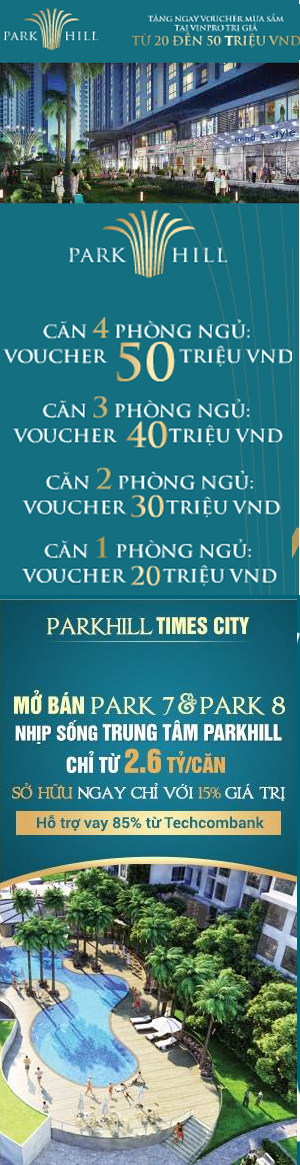 PARK HILL
TẶNG NGAY VOUCHER MUA SẮM
TẠI VINPRO TRỊ GIÁ
TỪ 20 ĐẾN 50 TRIỆU VND
trend & style
PARK HILL
CĂN 4 PHÒNG NGỦ:
VOUCHER 50 TRIỆU VND
CĂN 3 PHÒNG NGỦ:
VOUCHER 40 TRIỆU VND
CĂN 2 PHÒNG NGỦ:
VOUCHER 30 TRIỆU VND
CĂN 1 PHÒNG NGỦ:
VOUCHER 20 TRIỆU VND
PARKHILL TIMES CITY
MỞ BÁN PARK 7 & PARK 8
NHỊP SỐNG TRUNG TÂM PARKHILL
CHỈ TỪ 2.6 TỶ/CĂN
SỞ HỮU NGAY CHỈ VỚI 15% GIÁ TRỊ
Hỗ trợ vay 85% từ Techcombank